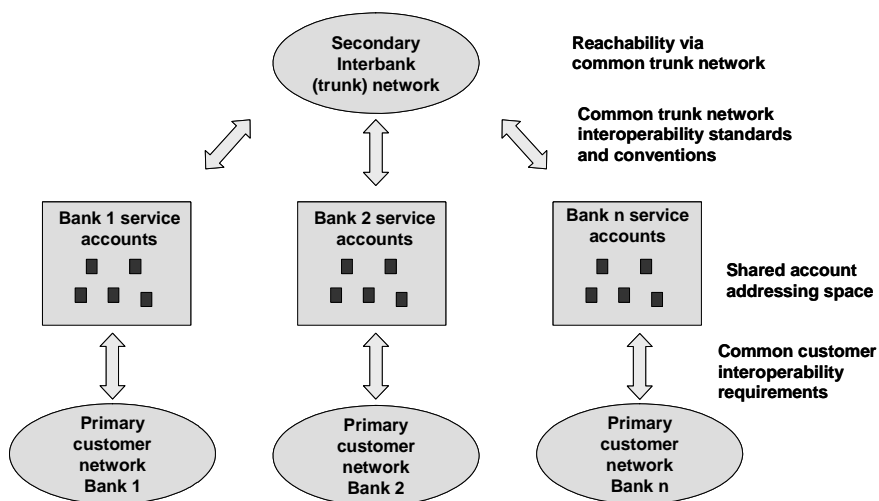 Secondary
Interbank
(trunk) network
Reachability via
common trunk network
Common trunk network
interoperability standards
and conventions
Bank 1 service
accounts
Bank 2 service
accounts
Bank n service
accounts
Shared account
addressing space
Common customer
interoperability
requirements
Primary
customer
network
Bank 1
Primary
customer
network
Bank 2
Primary
customer
network
Bank n